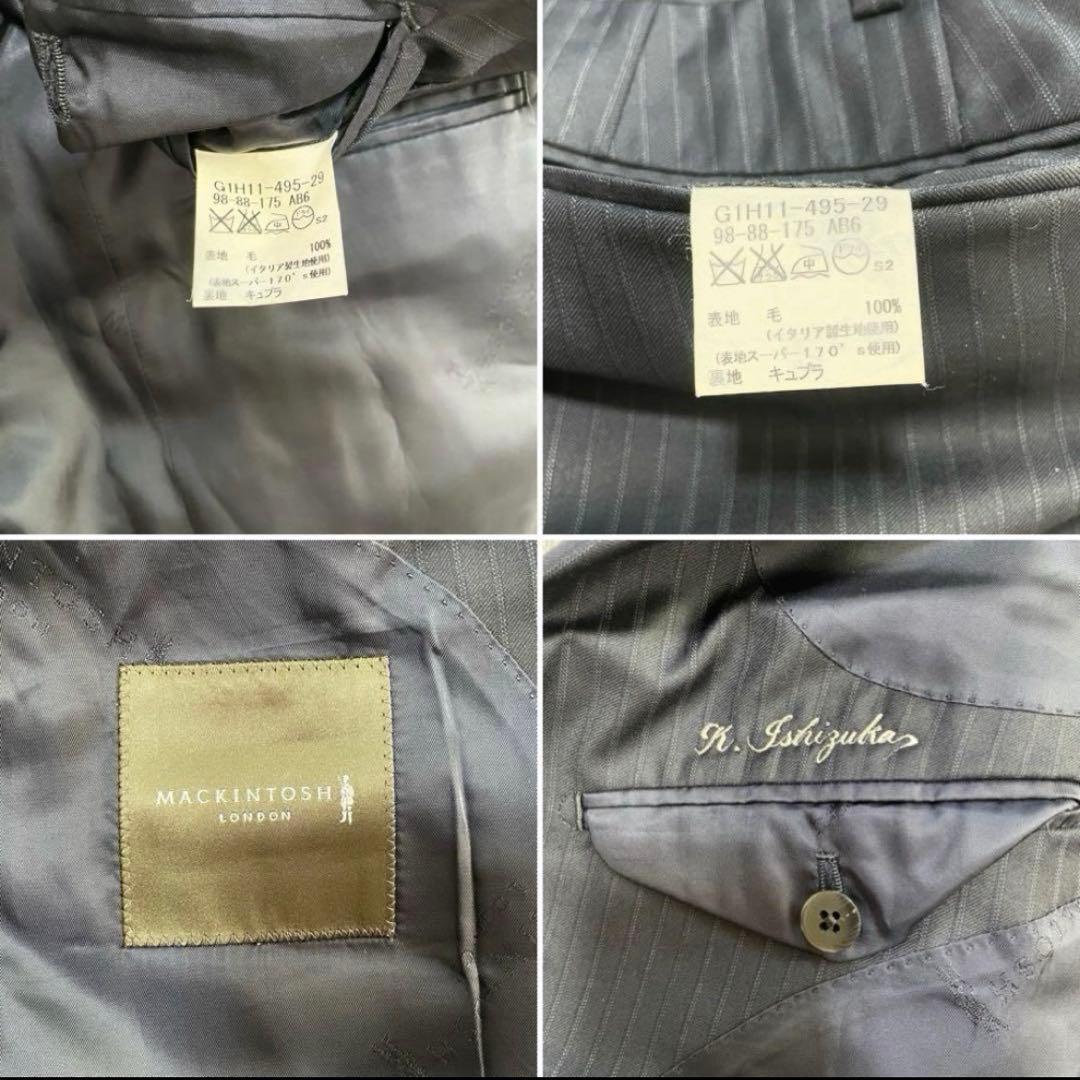 G1H11-495-29
98-88-175 AB6
中
S2
表地 毛 100%
(イタリア製生地使用)
(表地スーパー170's使用)
裏地 キュプラ
G1H11-495-29
98-88-175 AB6
中
S2
表地 毛 100%
(イタリア製生地使用)
(表地スーパー170's使用)
裏地 キュプラ
MACKINTOSH
LONDON
K. Ishizuka